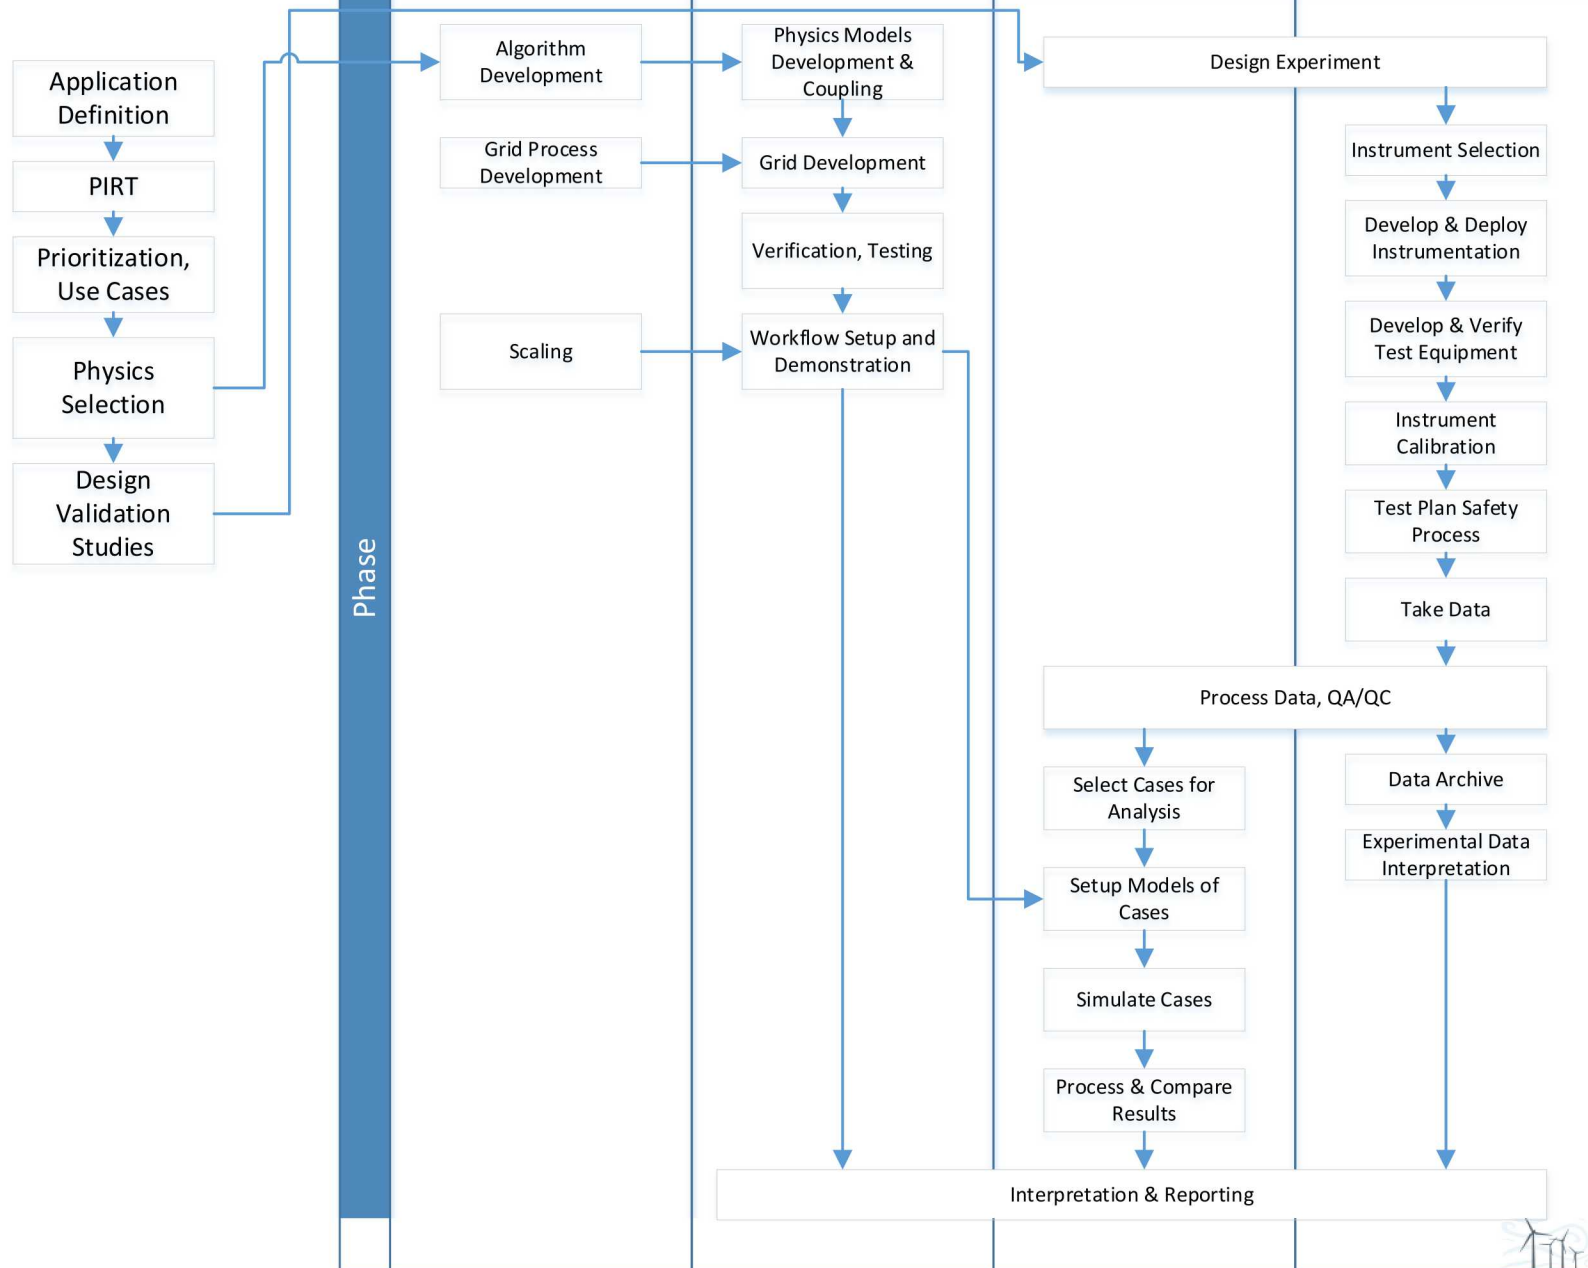 Application
Definition
PIRT
Prioritization,
Use Cases
Physics
Selection
Design
Validation
Studies
Phase
Algorithm
Development
Grid Process
Development
Scaling
Physics Models
Development &
Coupling
Grid Development
Verification, Testing
Workflow Setup and
Demonstration
Design Experiment
Instrument Selection
Develop & Deploy
Instrumentation
Develop & Verify
Test Equipment
Instrument
Calibration
Test Plan Safety
Process
Take Data
Process Data, QA/QC
Select Cases for
Analysis
Setup Models of
Cases
Simulate Cases
Process & Compare
Results
Data Archive
Experimental Data
Interpretation
Interpretation & Reporting